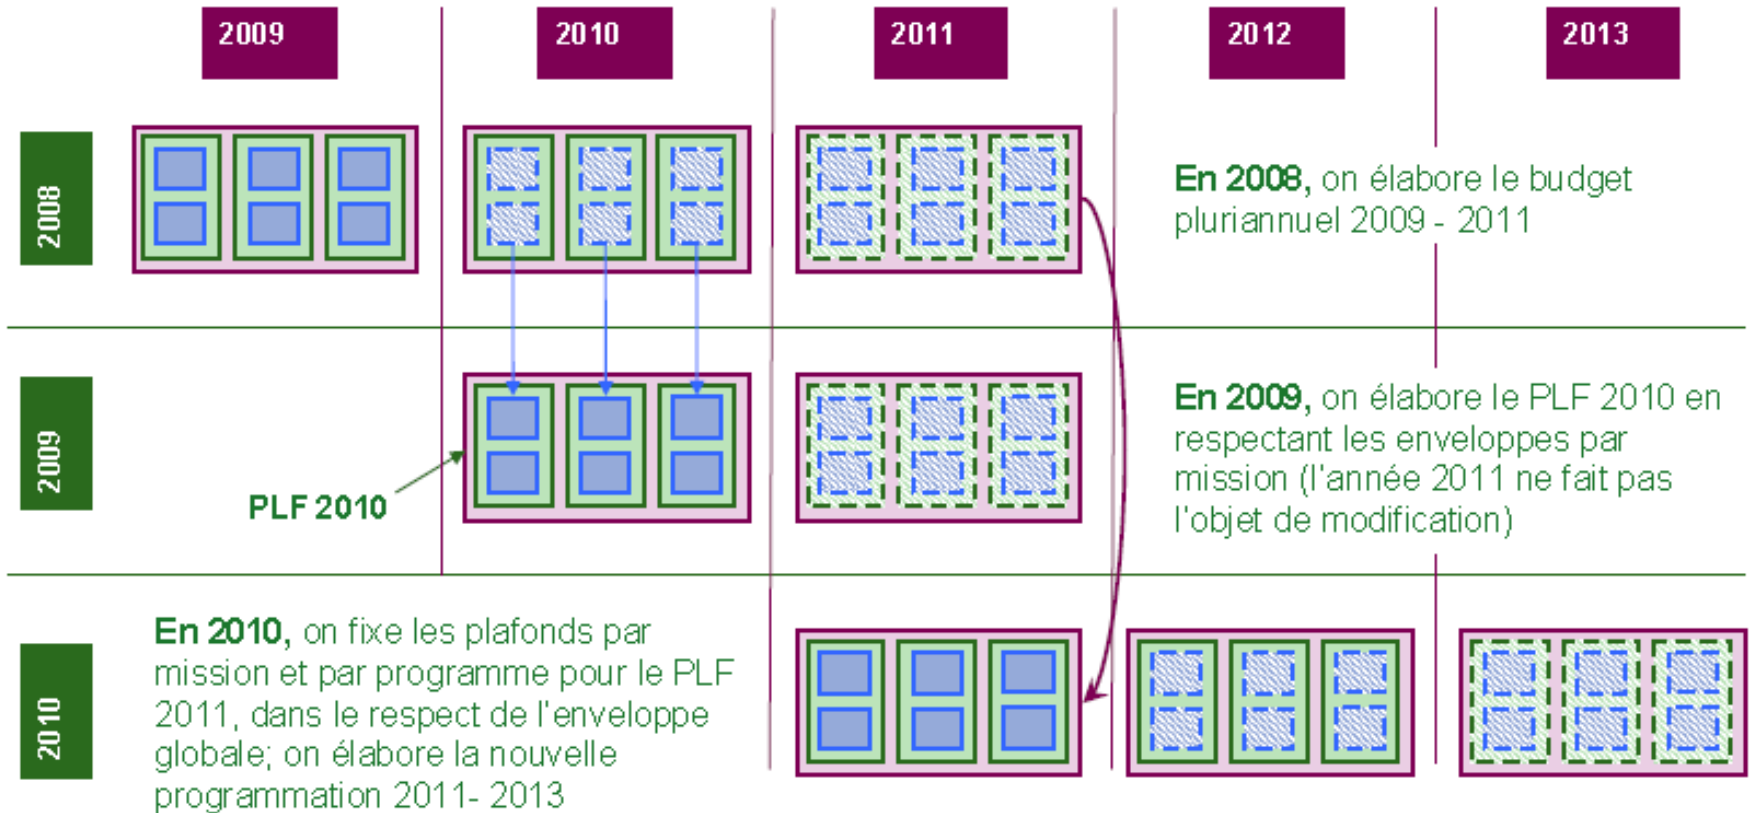 2009
2010
2011
2012
2013
2008
En 2008, on élabore le budget
pluriannuel 2009 - 2011
2009
PLF 2010
En 2009, on élabore le PLF 2010 en
respectant les enveloppes par
mission (l'année 2011 ne fait pas
l'objet de modification)
2010
En 2010, on fixe les plafonds par
mission et par programme pour le PLF
2011, dans le respect de l'enveloppe
globale; on élabore la nouvelle
programmation 2011- 2013